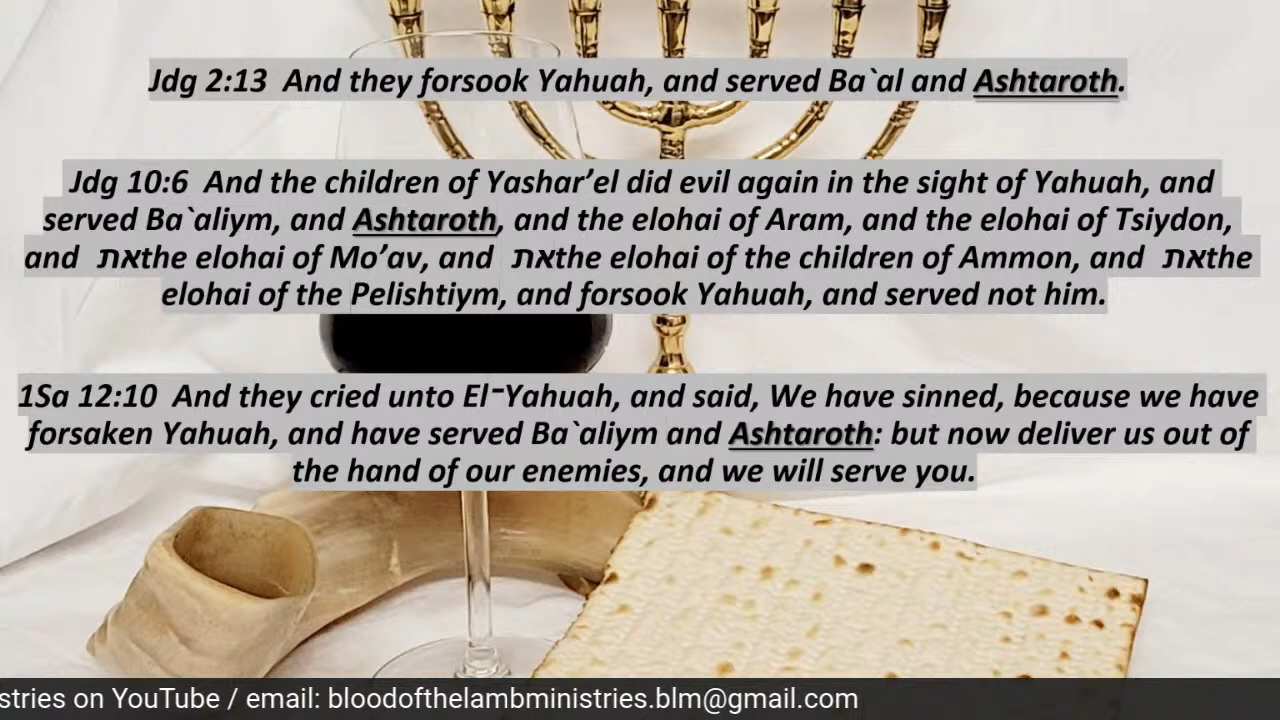 Jdg 2:13  And they forsook Yahuah, and served Ba`al and Ashtaroth.
Jdg 10:6  And the children of Yashar’el did evil again in the sight of Yahuah, and
served Ba`aliym, and Ashtaroth, and the elohai of Aram, and the elohai of Tsiydon,
and  אתthe elohai of Mo’av, and  אתthe elohai of the children of Ammon, and  אתthe
elohai of the Pelishtiym, and forsook Yahuah, and served not him.
1Sa 12:10  And they cried unto El־Yahuah, and said, We have sinned, because we have
forsaken Yahuah, and have served Ba`aliym and Ashtaroth: but now deliver us out of
the hand of our enemies, and we will serve you.
stries on YouTube / email: bloodofthelambministries.blm@gmail.com